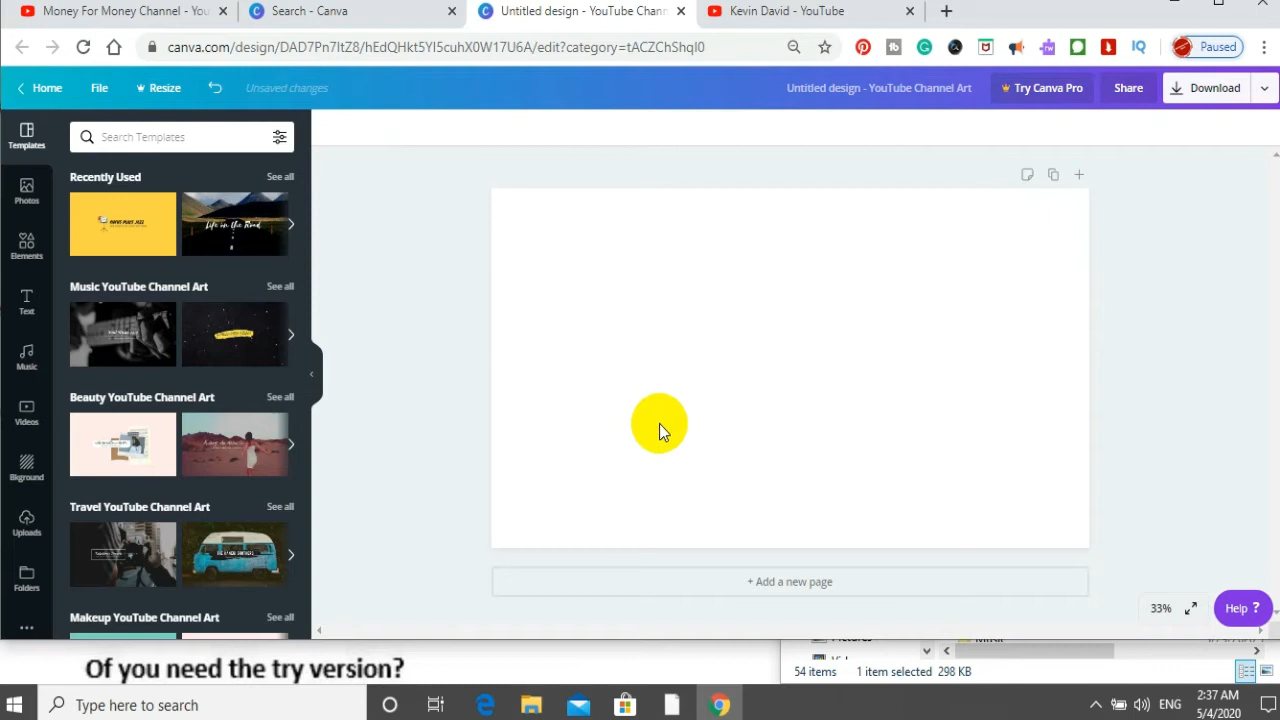 Money For Money Channel - You
Search - Canva
Untitled design - YouTube Chann
Kevin David - YouTube
canva.com/design/DAD7Pn7ItZ8/hEdQHkt5YI5cuhX0W17U6A/edit?category=tACZChShqI0
Paused
Home
File
Resize
Unsaved changes
Untitled design - YouTube Channel Art
Try Canva Pro
Share
Download
Templates
Photos
Elements
Text
Music
Videos
Bkground
Uploads
Folders
Search Templates
Recently Used
See all
Life on the Road
Music YouTube Channel Art
See all
Beauty YouTube Channel Art
See all
Travel YouTube Channel Art
See all
Makeup YouTube Channel Art
See all
+ Add a new page
33%
Help ?
Of you need the try version?
54 items
1 item selected 298 KB
Type here to search
ENG
2:37 AM
5/4/2020